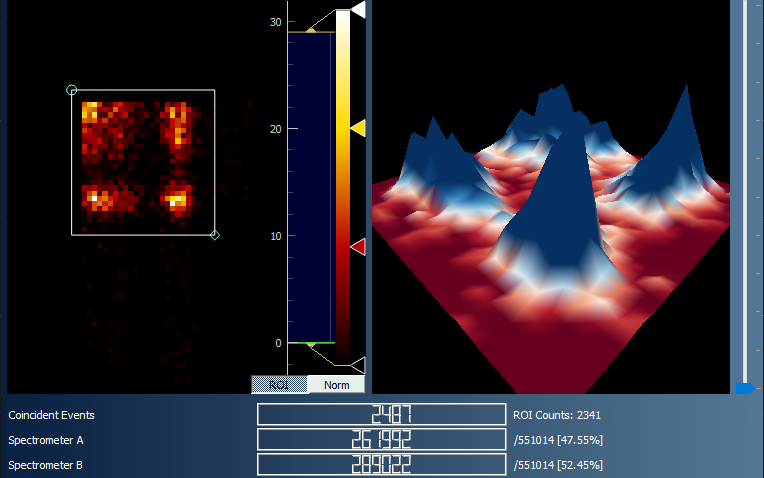 30
20
10
0
ROI
Norm
Coincident Events 2487 ROI Counts: 2341
Spectrometer A 261992 /551014 [47.55%]
Spectrometer B 289022 /551014 [52.45%]